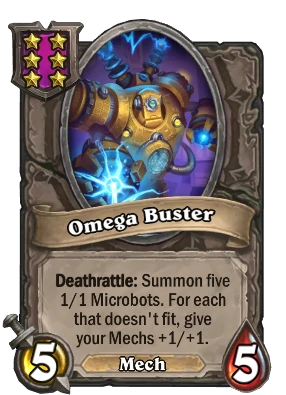 Omega Buster
Deathrattle: Summon five
1/1 Microbots. For each
that doesn't fit, give
your Mechs +1/+1.
5
Mech
5